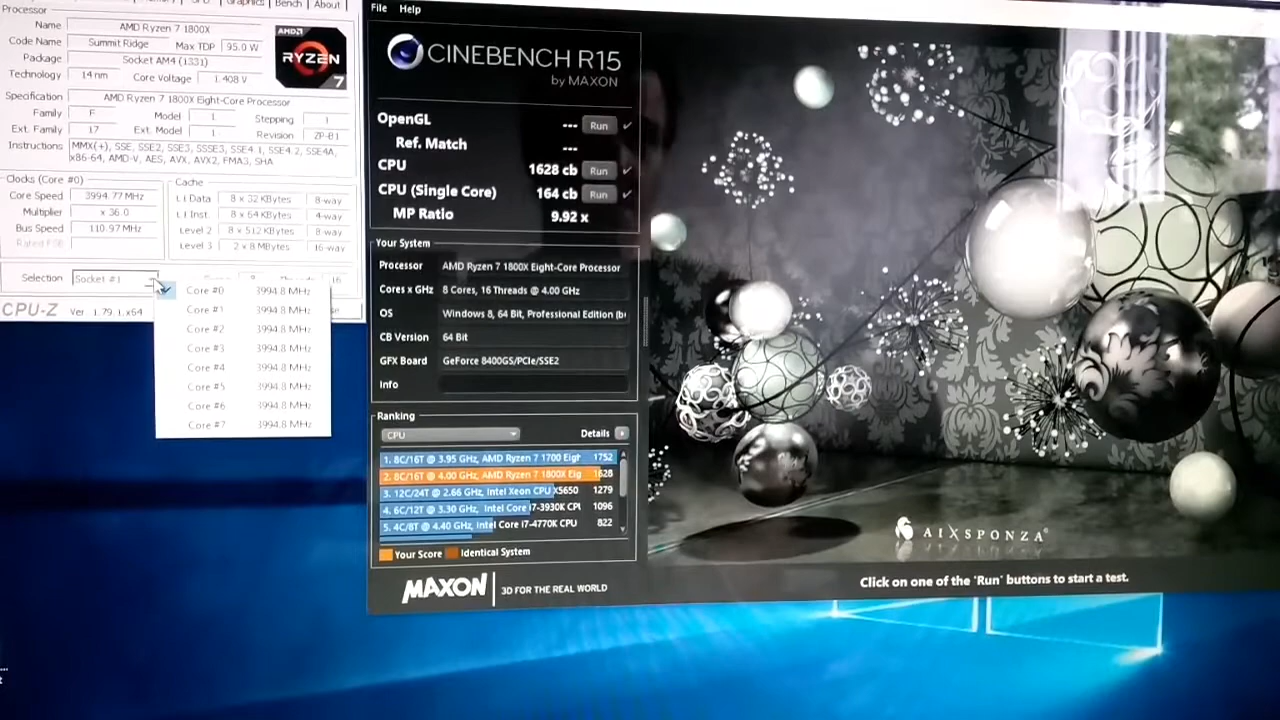 Graphics
Bench
About
Processor
Name AMD Ryzen 7 1800X
Code Name Summit Ridge Max TDP 95.0 W
Package Socket AM4 (1331)
Technology 14 nm Core Voltage 1.408 V
Specification AMD Ryzen 7 1800X Eight-Core Processor
Family F Model 1 Stepping 1
Ext. Family 17 Ext. Model 1 Revision ZP-B1
Instructions MMX(+), SSE, SSE2, SSE3, SSSE3, SSE4.1, SSE4.2, SSE4A,
x86-64, AMD-V, AES, AVX, AVX2, FMA3, SHA
AMD
RYZEN
7
Clocks (Core #0)
Core Speed 3994.77 MHz
Multiplier x 36.0
Bus Speed 110.97 MHz
Rated FSB
Cache
L1 Data 8 x 32 KBytes 8-way
L1 Inst. 8 x 64 KBytes 4-way
Level 2 8 x 512 KBytes 8-way
Level 3 2 x 8 MBytes 16-way
Selection Socket #1
16
CPU-Z Ver. 1.79.1.x64
Core #0 3994.8 MHz
Core #1 3994.8 MHz
Core #2 3994.8 MHz
Core #3 3994.8 MHz
Core #4 3994.8 MHz
Core #5 3994.8 MHz
Core #6 3994.8 MHz
Core #7 3994.8 MHz
File Help
CINEBENCH R15
by MAXON
OpenGL --- Run
Ref. Match ---
CPU 1628 cb Run
CPU (Single Core) 164 cb Run
MP Ratio 9.92 x
Your System
Processor AMD Ryzen 7 1800X Eight-Core Processor
Cores x GHz 8 Cores, 16 Threads @ 4.00 GHz
OS Windows 8, 64 Bit, Professional Edition (b
CB Version 64 Bit
GFX Board GeForce 8400GS/PCIe/SSE2
Info
Ranking
CPU Details
1. 8C/16T @ 3.95 GHz, AMD Ryzen 7 1700 Eigh 1752
2. 8C/16T @ 4.00 GHz, AMD Ryzen 7 1800X Eig 1628
3. 12C/24T @ 2.66 GHz, Intel Xeon CPU X5650 1279
4. 6C/12T @ 3.30 GHz, Intel Core i7-3930K CPU 1096
5. 4C/8T @ 4.40 GHz, Intel Core i7-4770K CPU 822
Your Score Identical System
MAXON 3D FOR THE REAL WORLD
AIXSPONZA
Click on one of the 'Run' buttons to start a test.